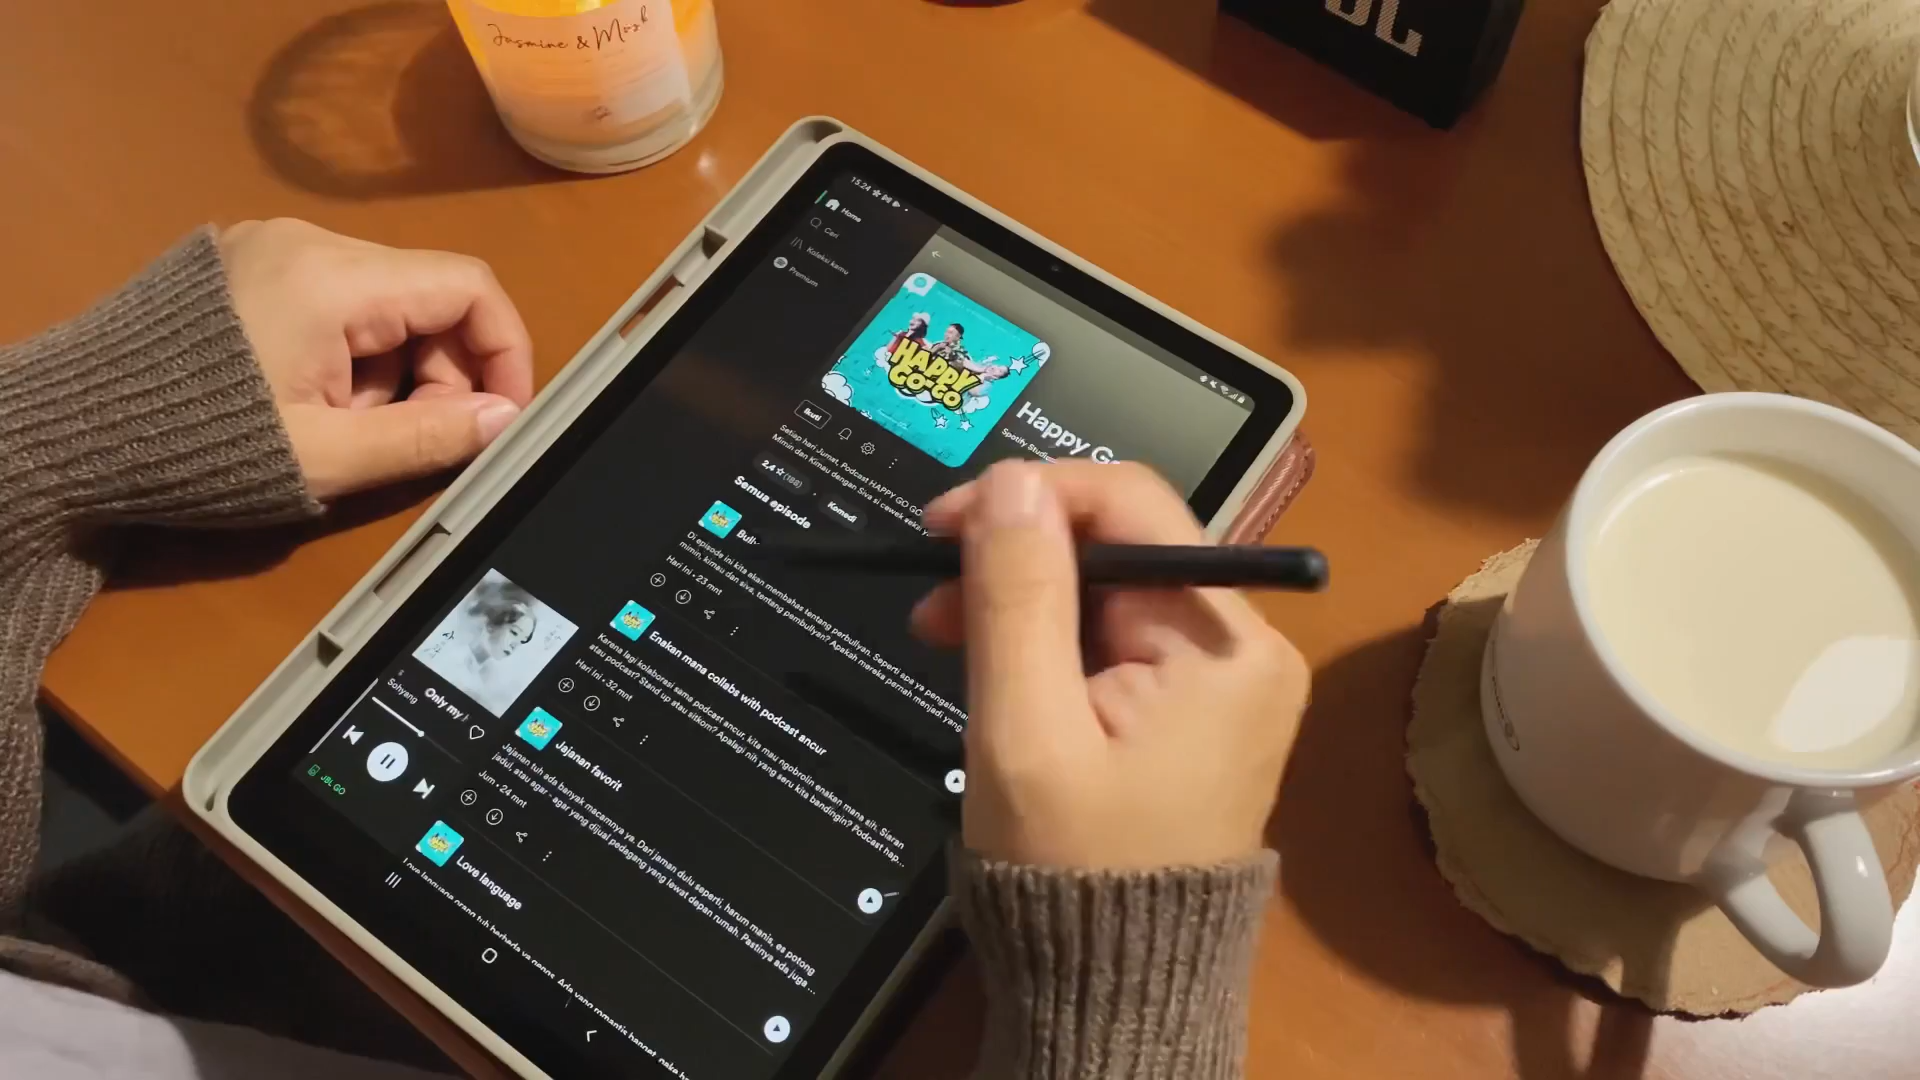 Jasmine & Musk
15.24
Home
Cari
Koleksi kamu
Premium
HAPPY
GO-GO
Happy
Spotify
Ikuti
Setiap hari Jumat, Podcast HAPPY GO GO
Mimin dan Kimau dengan Siva si cewek
2,4 ☆ (188)
Komedi
Semua episode
Di episode ini kita akan membahas tentang perbullyan. Seperti apa ya pengalaman
mimin, kimau dan siva, tentang pembullyan? Apakah mereka pernah menjadi yang
Hari Ini • 23 mnt
Enakan mana collabs with podcast ancur
Karena lagi kolaborasi sama podcast ancur, kita mau ngobrolin enakan mana sih. Siaran
atau podcast? Stand up atau sitkom? Apalagi nih yang seru kita bandingin? Podcast hap...
Hari Ini • 32 mnt
Jajanan favorit
Jajanan tuh ada banyak macamnya ya. Dari jaman dulu seperti, harum manis, es potong
jadul, atau agar - agar yang dijual pedagang yang lewat depan rumah. Pastinya ada juga ...
Jum • 24 mnt
Love language
Only my
Sohyang
JBL GO